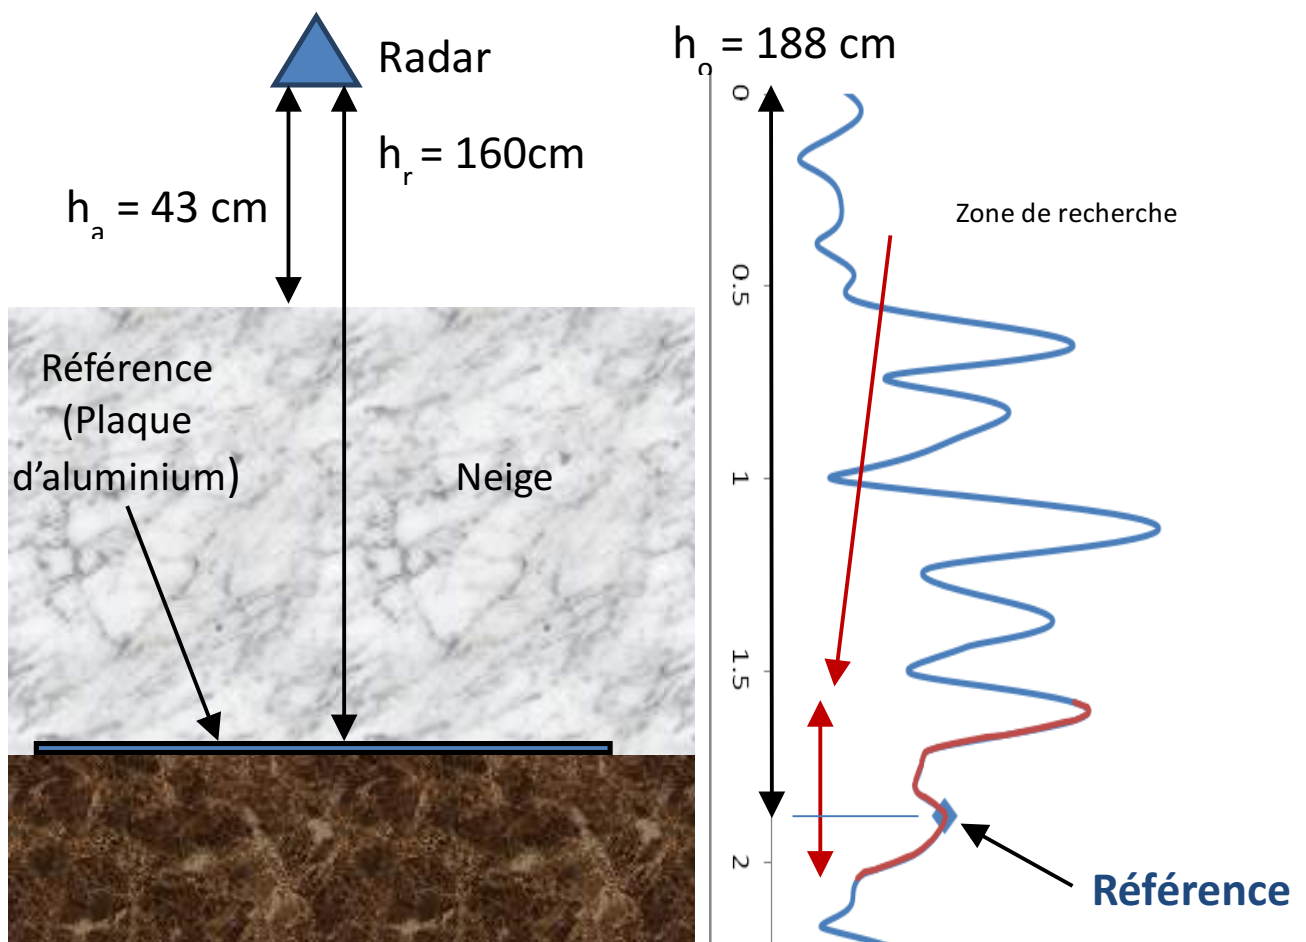 Radar
h_a = 43 cm
h_r = 160cm
Référence
(Plaque
d’aluminium)
Neige
h_o = 188 cm
0
0.5
1
1.5
2
Zone de recherche
Référence